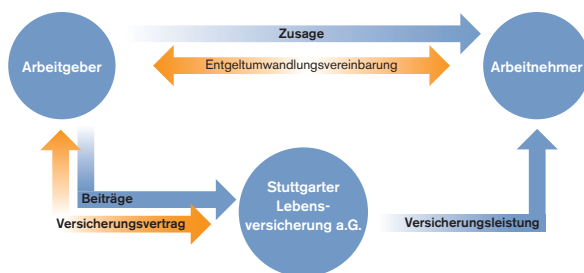 Zusage
Arbeitgeber
Entgeltumwandlungsvereinbarung
Arbeitnehmer
Stuttgarter
Lebens-
versicherung a.G.
Beiträge
Versicherungsvertrag
Versicherungsleistung